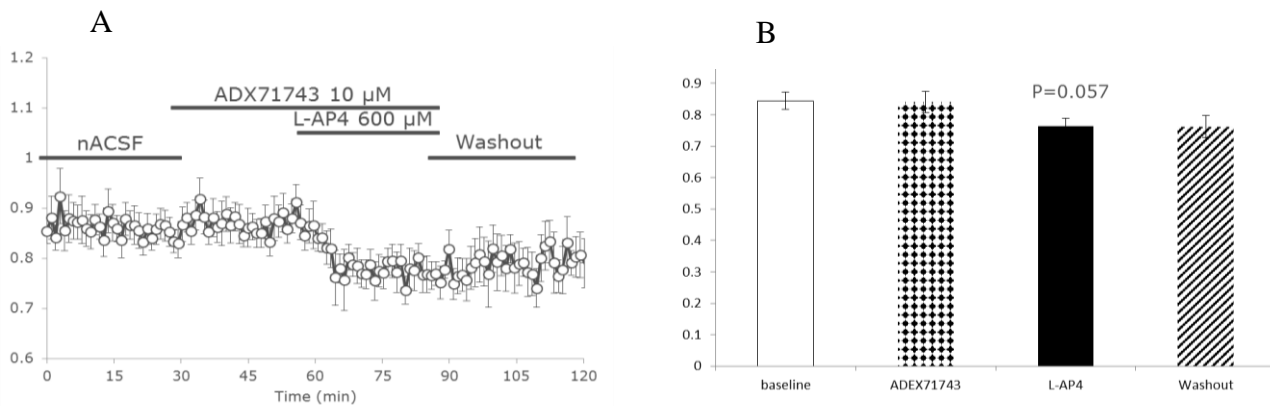 A
1.2
1.1
1
0.9
0.8
0.7
0.6
ADX71743 10 μM
L-AP4 600 μM
nACSF
Washout
0 15 30 45 60 75 90 105 120
Time (min)
B
0.9
0.8
0.7
0.6
0.5
0.4
0.3
0.2
0.1
0
P=0.057
baseline ADEX71743 L-AP4 Washout